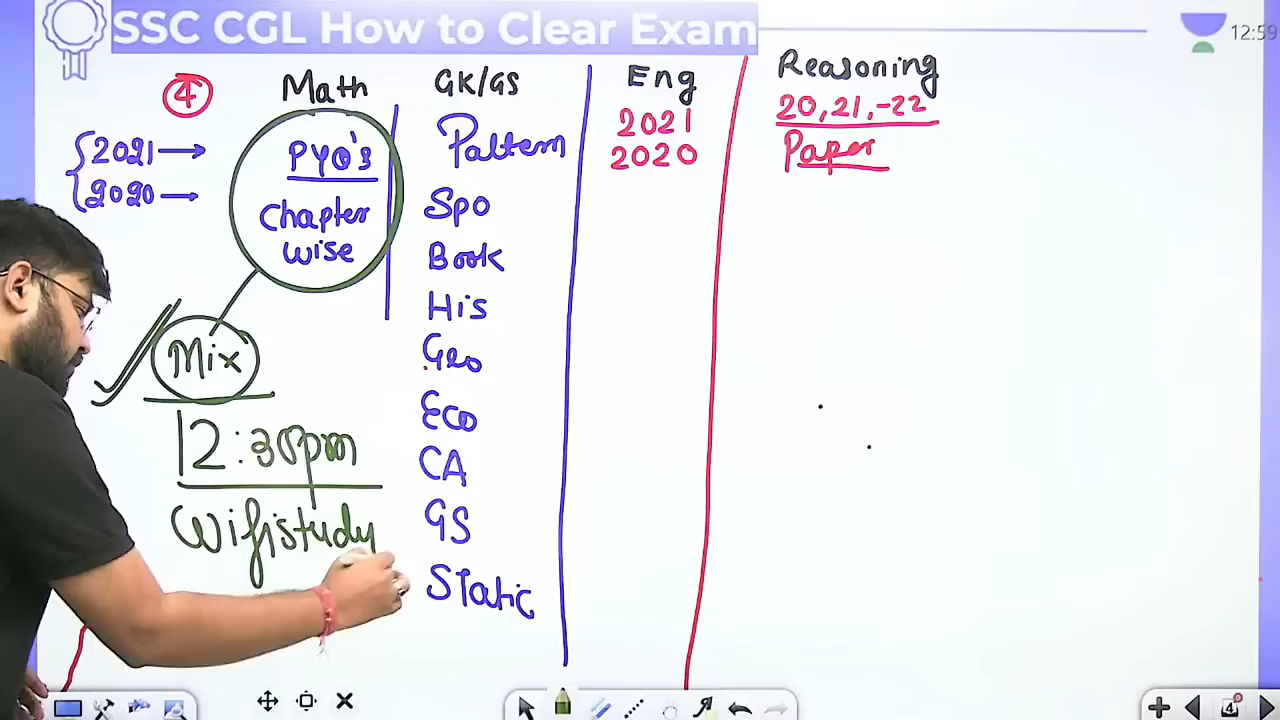 SSC CGL How to Clear Exam
12:59
4
Math
2021
2020
PYQ's
Chapter
wise
Mix
12:30pm
Wifistudy
GK/GS
Pattern
Spo
Book
His
Geo
Eco
CA
GS
Static
Eng
2021
2020
Reasoning
20, 21, -22
Paper
4